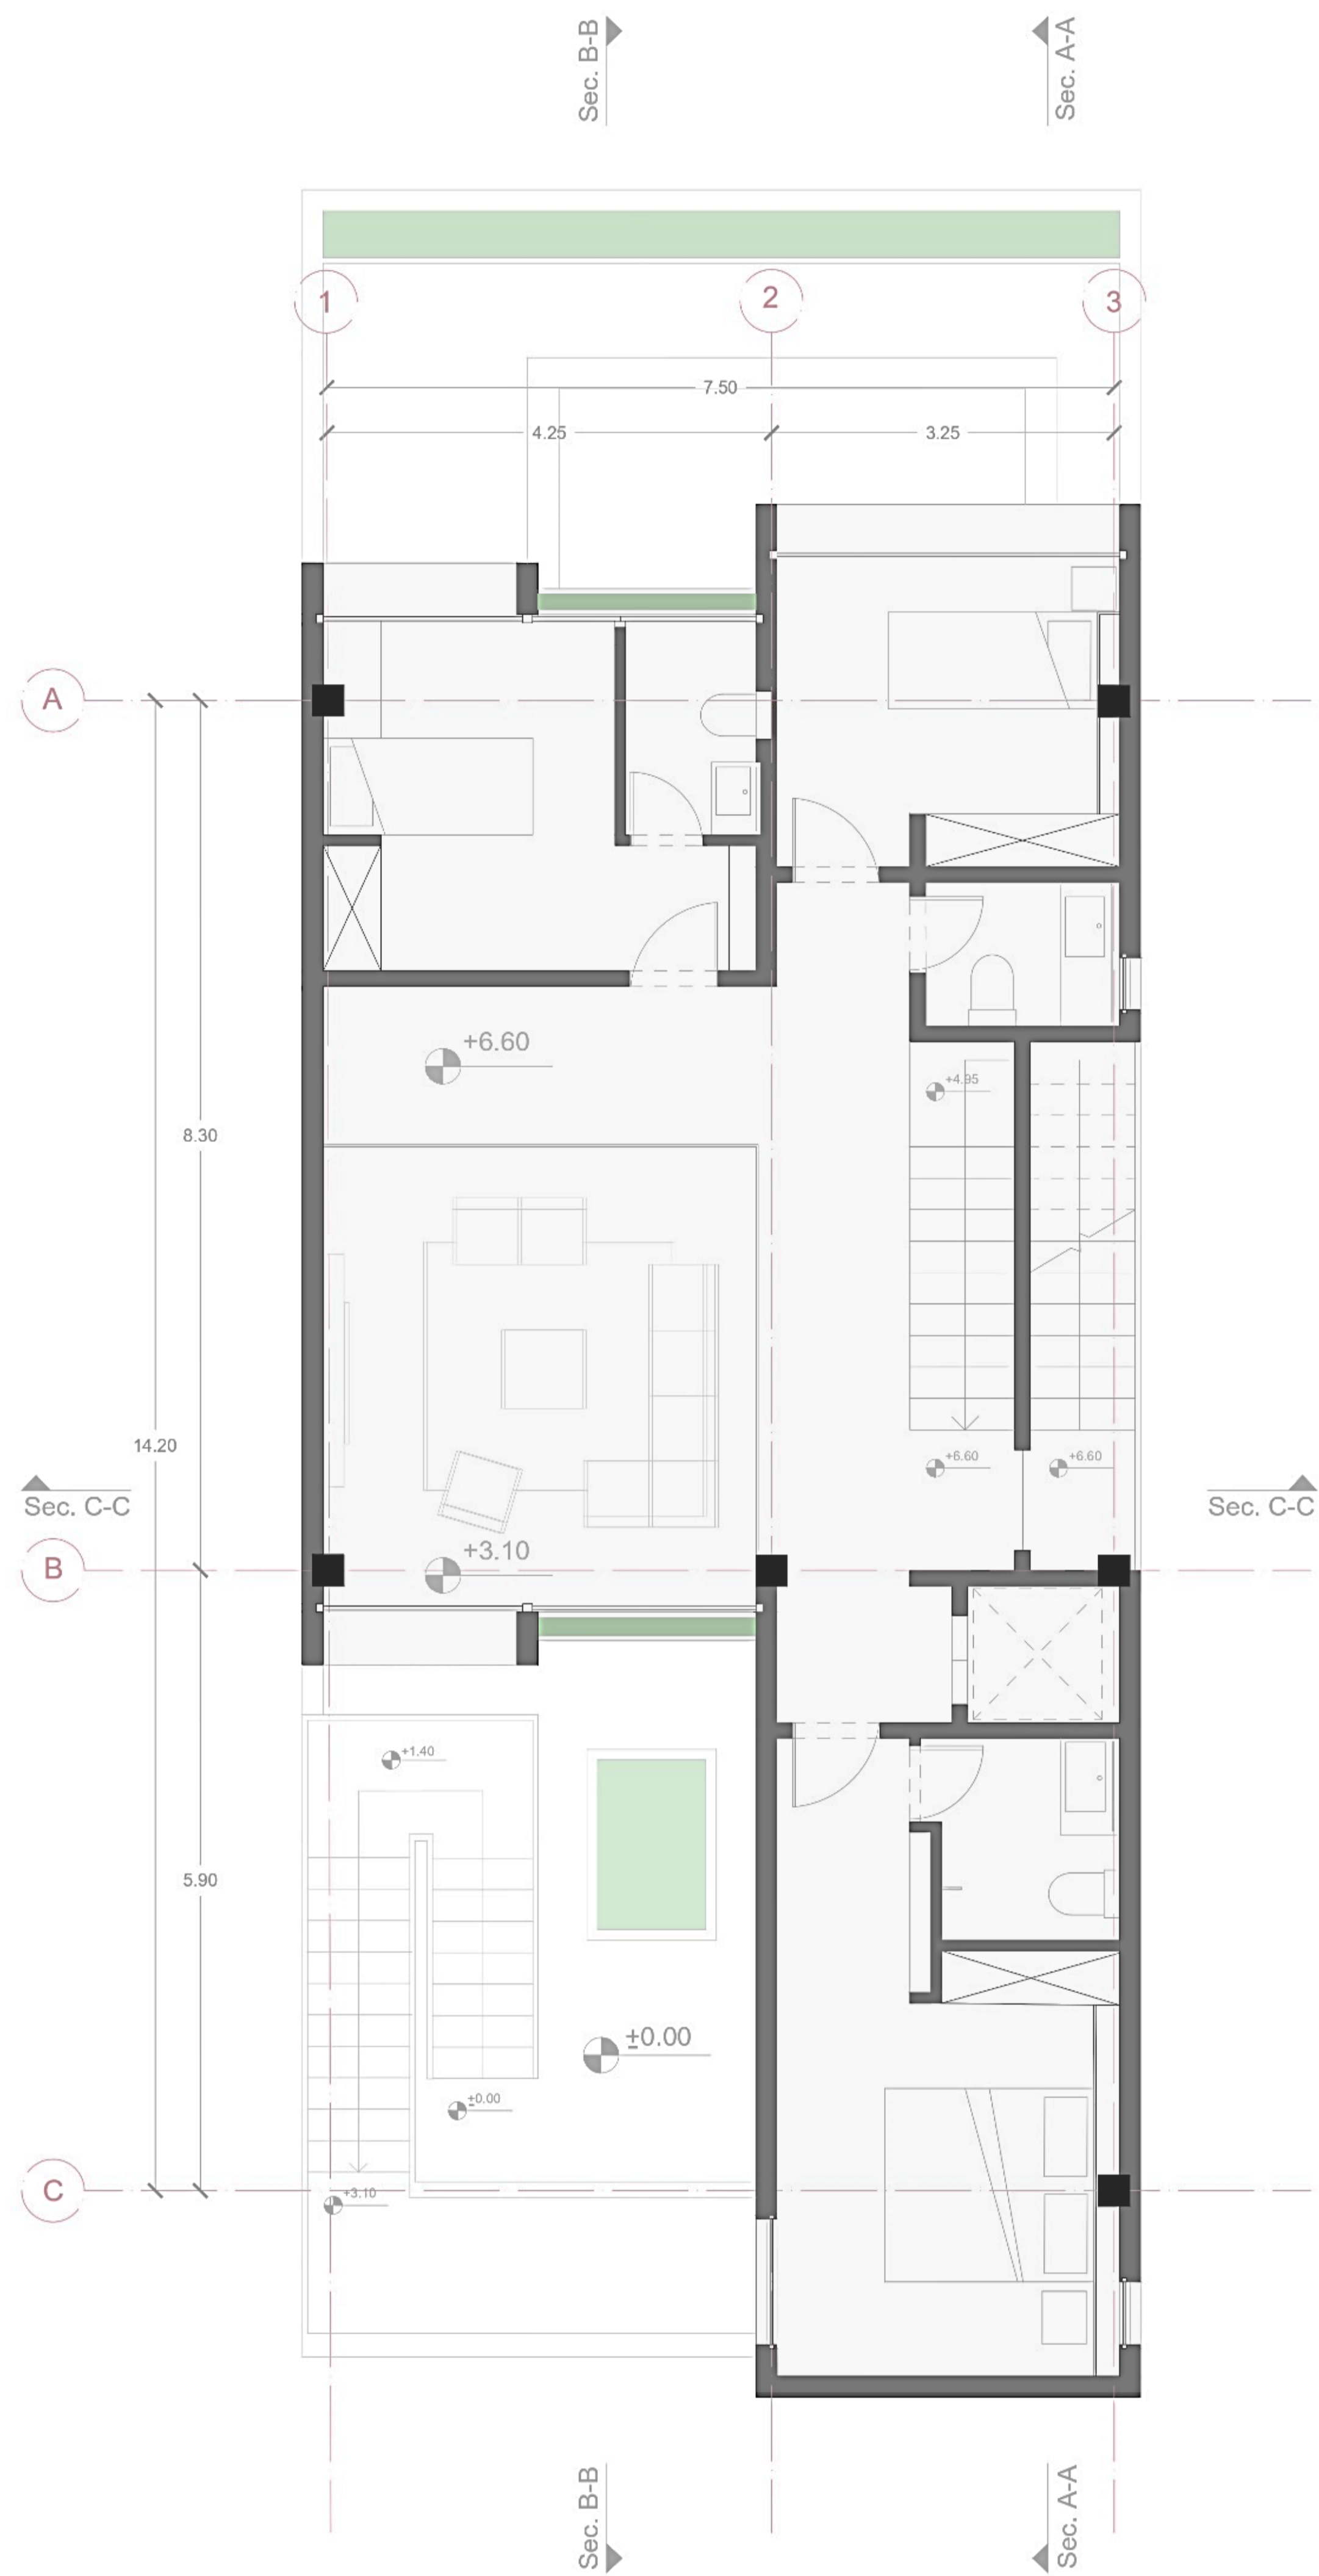 Sec. B-B
Sec. A-A
1
2
3
7.50
4.25
3.25
A
+6.60
+4.95
8.30
14.20
+6.60
+6.60
Sec. C-C
Sec. C-C
+3.10
B
+1.40
5.90
±0.00
±0.00
C
+3.10
Sec. B-B
Sec. A-A